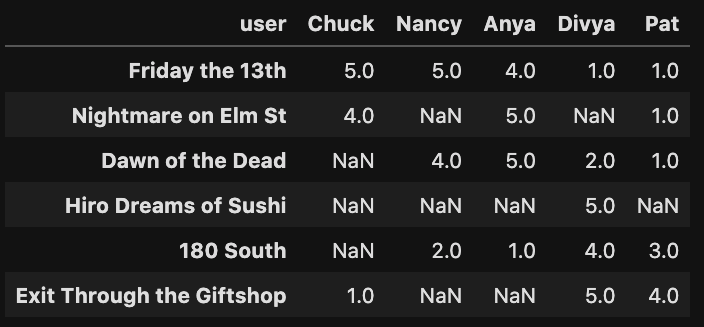 user Chuck Nancy Anya Divya Pat
Friday the 13th 5.0 5.0 4.0 1.0 1.0
Nightmare on Elm St 4.0 NaN 5.0 NaN 1.0
Dawn of the Dead NaN 4.0 5.0 2.0 1.0
Hiro Dreams of Sushi NaN NaN NaN 5.0 NaN
180 South NaN 2.0 1.0 4.0 3.0
Exit Through the Giftshop 1.0 NaN NaN 5.0 4.0